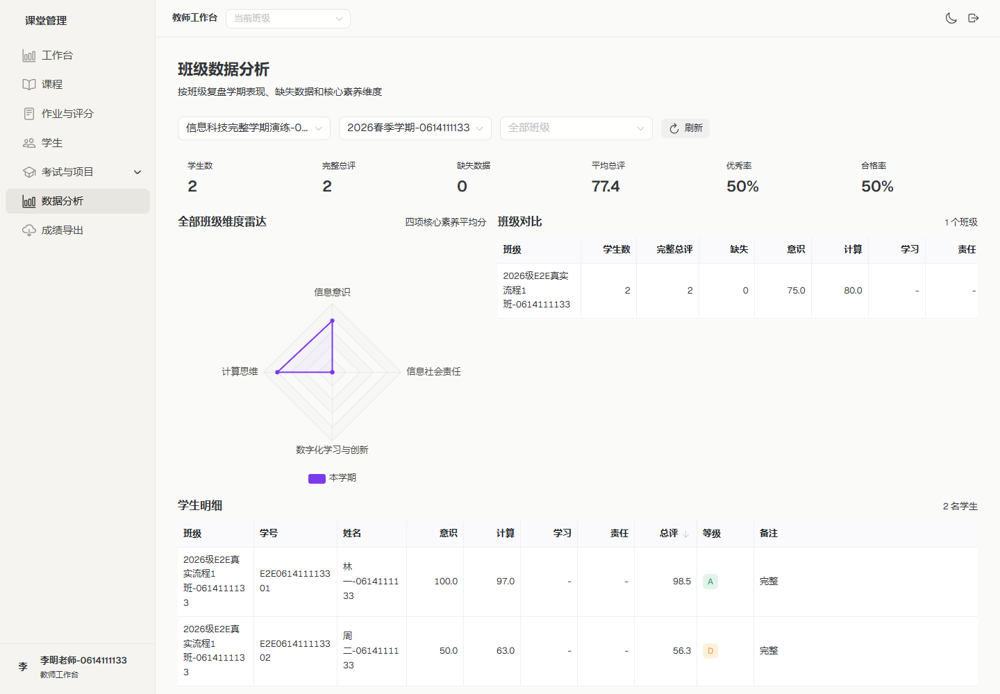 课堂管理
工作台
课程
作业与评分
学生
考试与项目
数据分析
成绩导出
李
李明老师-0614111133
教师工作台
教师工作台
当前班级
班级数据分析
按班级复盘学期表现、缺失数据和核心素养维度
信息科技完整学期演练-0...
2026春季学期-0614111133
全部班级
刷新
学生数
完整总评
缺失数据
平均总评
优秀率
合格率
2
2
0
77.4
50%
50%
全部班级维度雷达
四项核心素养平均分
信息意识
计算思维
信息社会责任
数字化学习与创新
本学期
班级对比
1 个班级
班级 学生数 完整总评 缺失 意识 计算 学习 责任
2026级E2E真实
流程1
班-0614111133
2 2 0 75.0 80.0 - -
学生明细
2 名学生
班级 学号 姓名 意识 计算 学习 责任 总评 等级 备注
2026级E2E真
实流程1
班-061411113
3
E2E0614111133
01
林
一-06141111
33
100.0 97.0 - - 98.5 A 完整
2026级E2E真
实流程1
班-061411113
3
E2E0614111133
02
周
二-06141111
33
50.0 63.0 - - 56.3 D 完整